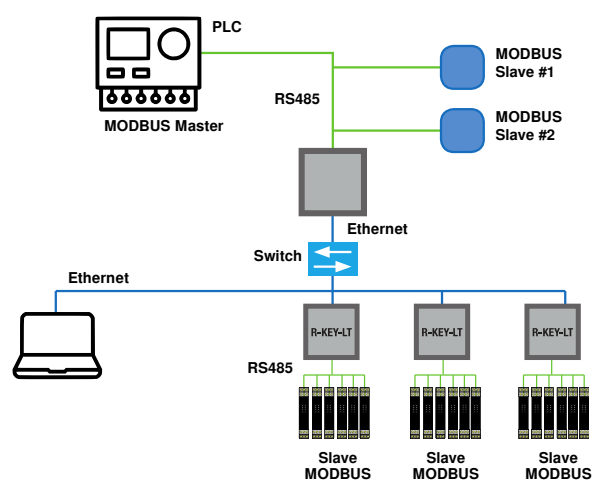 PLC
MODBUS
Slave #1
RS485
MODBUS
Slave #2
MODBUS Master
Ethernet
Switch
Ethernet
R-KEY-LT
R-KEY-LT
R-KEY-LT
RS485
Slave
MODBUS
Slave
MODBUS
Slave
MODBUS